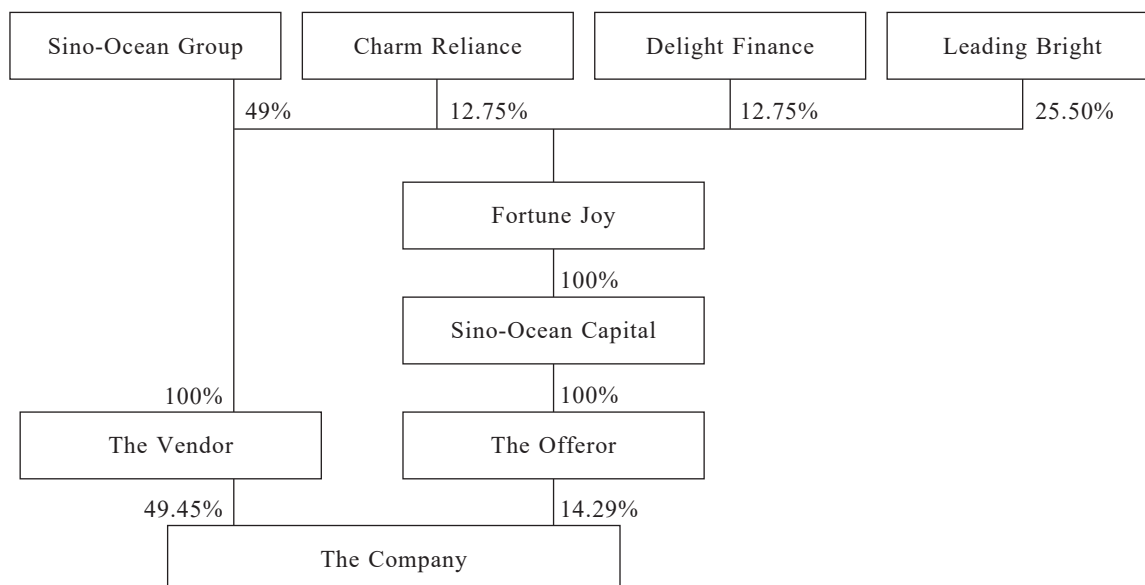 Sino-Ocean Group
Charm Reliance
Delight Finance
Leading Bright
49%
12.75%
12.75%
25.50%
Fortune Joy
100%
Sino-Ocean Capital
100%
100%
The Vendor
The Offeror
49.45%
14.29%
The Company